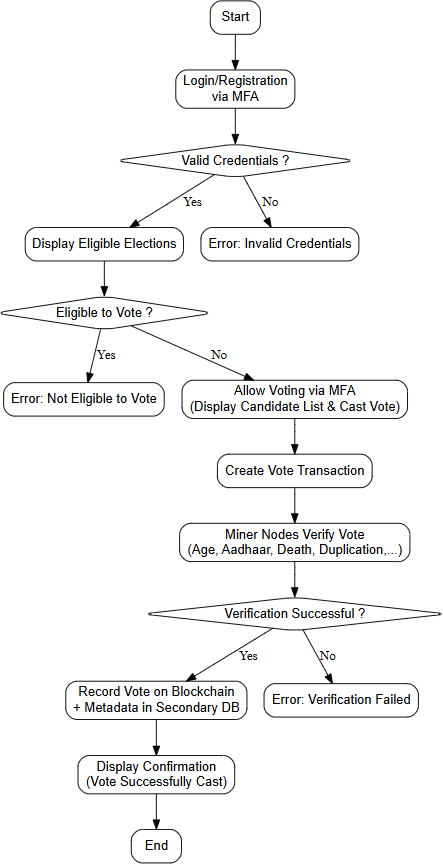 Start
Login/Registration
via MFA
Valid Credentials ?
Yes
No
Display Eligible Elections
Error: Invalid Credentials
Eligible to Vote ?
Yes
No
Error: Not Eligible to Vote
Allow Voting via MFA
(Display Candidate List & Cast Vote)
Create Vote Transaction
Miner Nodes Verify Vote
(Age, Aadhaar, Death, Duplication,...)
Verification Successful ?
Yes
No
Record Vote on Blockchain
+ Metadata in Secondary DB
Error: Verification Failed
Display Confirmation
(Vote Successfully Cast)
End